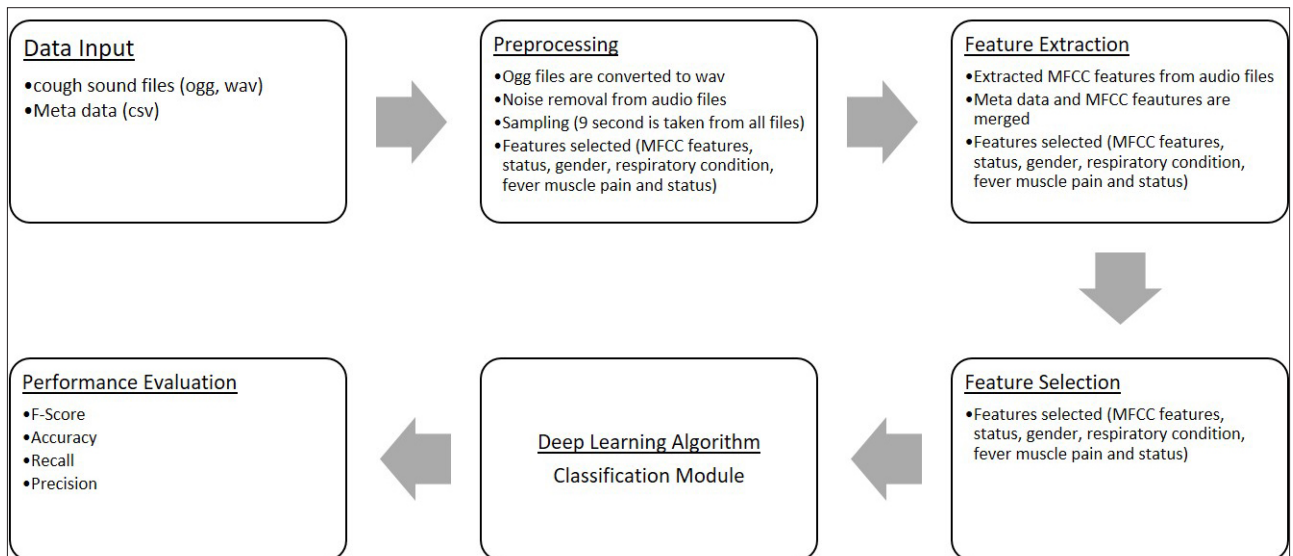 Data Input
•cough sound files (ogg, wav)
•Meta data (csv)
Preprocessing
•Ogg files are converted to wav
•Noise removal from audio files
•Sampling (9 second is taken from all files)
•Features selected (MFCC features,
status, gender, respiratory condition,
fever muscle pain and status)
Feature Extraction
•Extracted MFCC features from audio files
•Meta data and MFCC feautures are
merged
•Features selected (MFCC features,
status, gender, respiratory condition,
fever muscle pain and status)
Feature Selection
•Features selected (MFCC features,
status, gender, respiratory condition,
fever muscle pain and status)
Deep Learning Algorithm
Classification Module
Performance Evaluation
•F-Score
•Accuracy
•Recall
•Precision